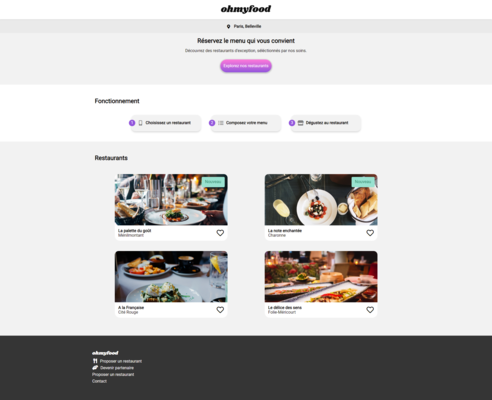 ohmyfood
Paris, Belleville
Réservez le menu qui vous convient
Découvrez des restaurants d'exception, sélectionnés par nos soins.
Explorer nos restaurants
Fonctionnement
1 Choisissez un restaurant
2 Composez votre menu
3 Dégustez au restaurant
Restaurants
Nouveau
Nouveau
La palette du goût
Ménilmontant
La note enchantée
Charonne
A la française
Cité Rouge
Le délice des sens
Folie-Méricourt
ohmyfood
Proposer un restaurant
Devenir partenaire
Proposer un restaurant
Contact